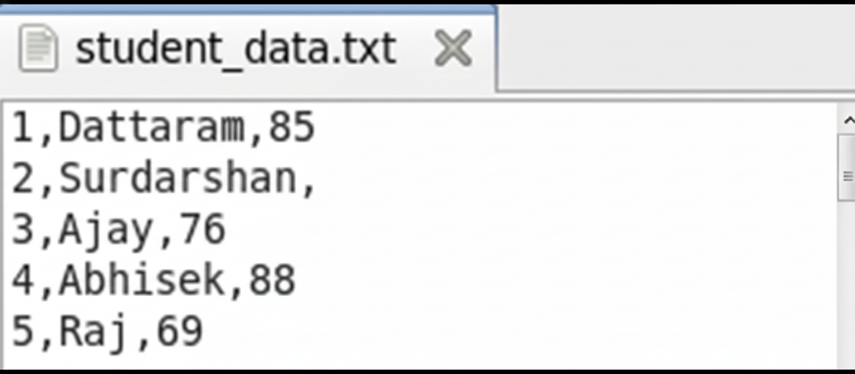 student_data.txt
1,Dattaram,85
2,Surdarshan,
3,Ajay,76
4,Abhisek,88
5,Raj,69